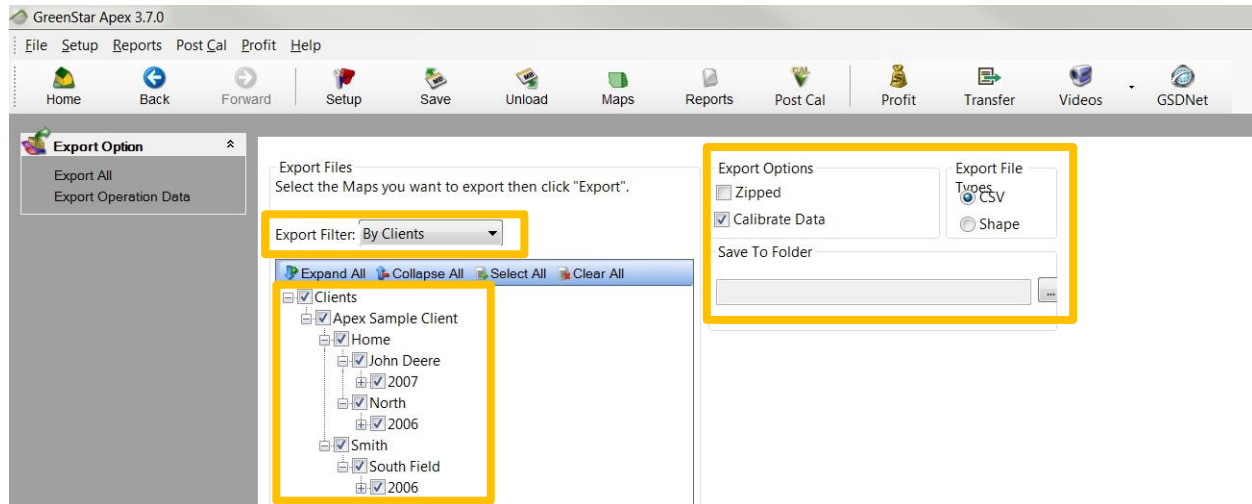 GreenStar Apex 3.7.0
File Setup Reports Post Cal Profit Help
Home Back Forward Setup Save Unload Maps Reports Post Cal Profit Transfer Videos GSDNet
Export Option
Export All
Export Operation Data
Export Files
Select the Maps you want to export then click "Export".
Export Filter: By Clients
Expand All Collapse All Select All Clear All
Clients
Apex Sample Client
Home
John Deere
2007
North
2006
Smith
South Field
2006
Export Options
Zipped
Calibrate Data
Export File
Types
CSV
Shape
Save To Folder
...